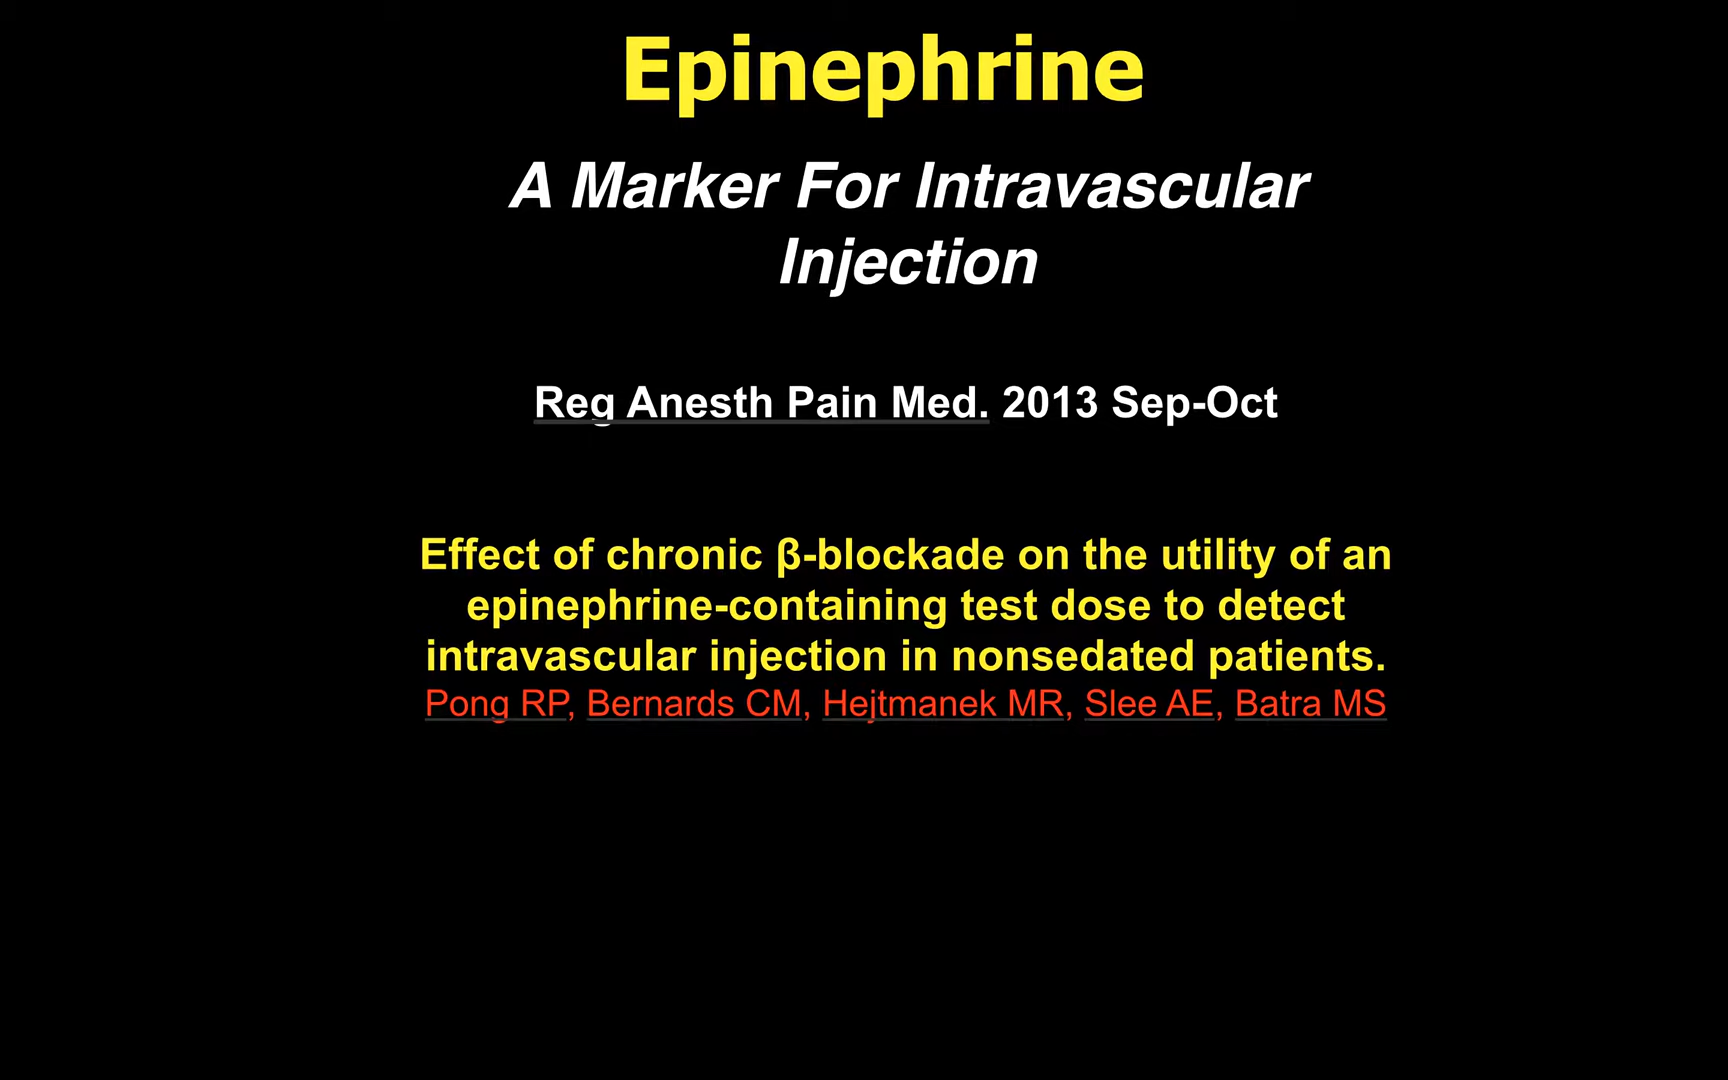 Epinephrine
A Marker For Intravascular
Injection
Reg Anesth Pain Med. 2013 Sep-Oct
Effect of chronic β-blockade on the utility of an
epinephrine-containing test dose to detect
intravascular injection in nonsedated patients.
Pong RP, Bernards CM, Hejtmanek MR, Slee AE, Batra MS